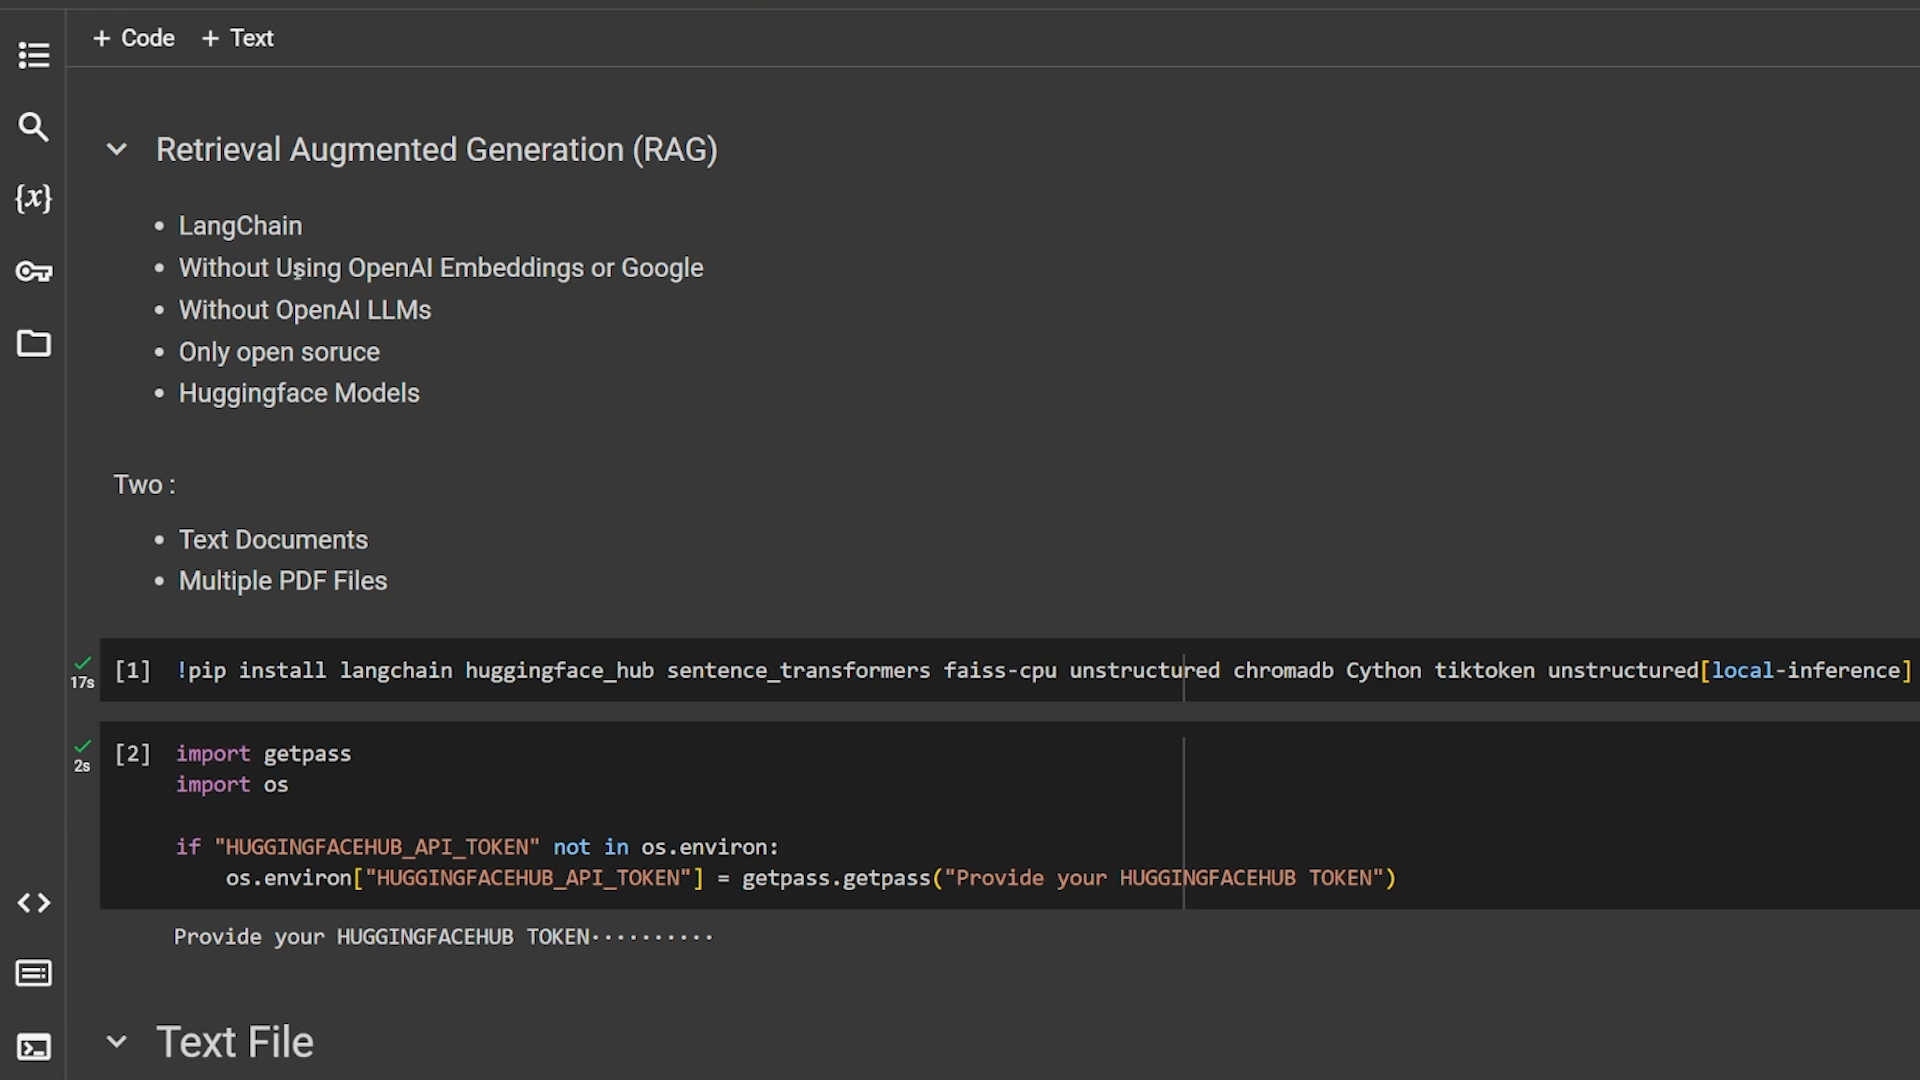 + Code + Text
Retrieval Augmented Generation (RAG)
• LangChain
• Without Using OpenAI Embeddings or Google
• Without OpenAI LLMs
• Only open soruce
• Huggingface Models
Two :
• Text Documents
• Multiple PDF Files
[1] !pip install langchain huggingface_hub sentence_transformers faiss-cpu unstructured chromadb Cython tiktoken unstructured[local-inference]
17s
[2] import getpass
2s
import os
if "HUGGINGFACEHUB_API_TOKEN" not in os.environ:
os.environ["HUGGINGFACEHUB_API_TOKEN"] = getpass.getpass("Provide your HUGGINGFACEHUB TOKEN")
Provide your HUGGINGFACEHUB TOKEN··········
Text File
{x}